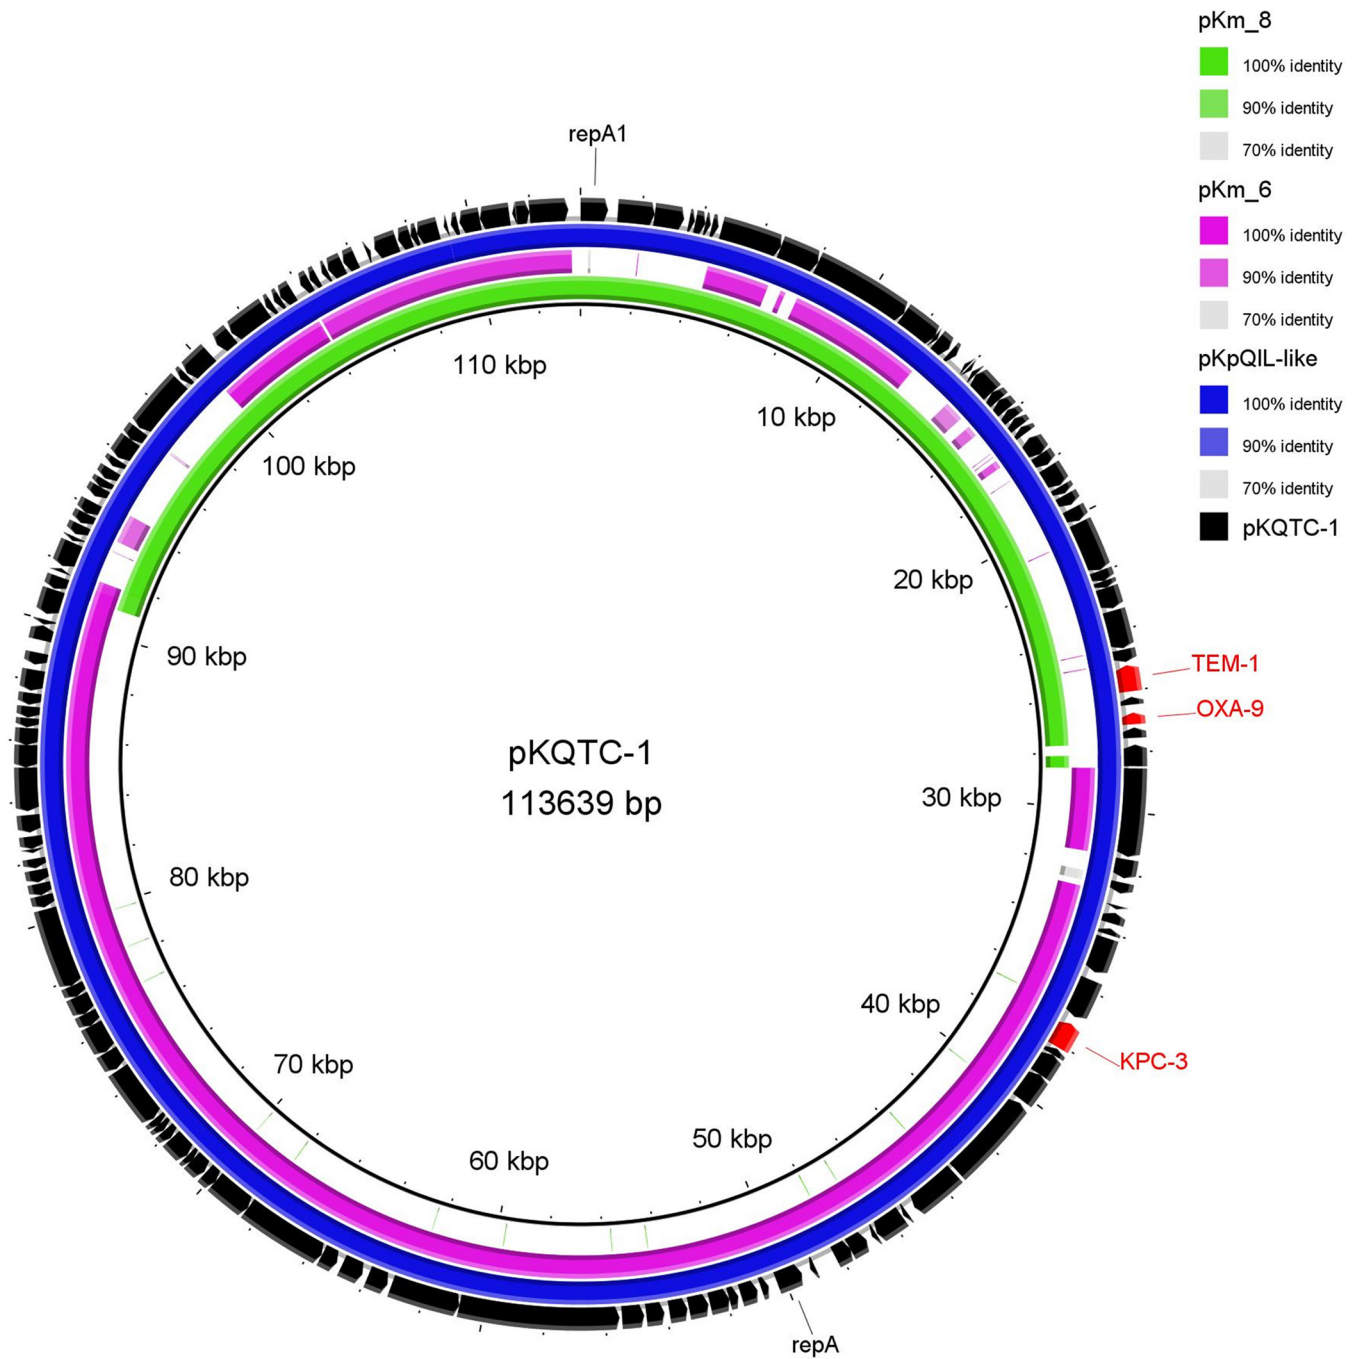 pKm_8
100% identity
90% identity
70% identity
pKm_6
100% identity
90% identity
70% identity
pKpQIL-like
100% identity
90% identity
70% identity
pKQTC-1
repA1
110 kbp
10 kbp
100 kbp
20 kbp
90 kbp
TEM-1
OXA-9
pKQTC-1
113639 bp
30 kbp
80 kbp
40 kbp
KPC-3
70 kbp
50 kbp
60 kbp
repA